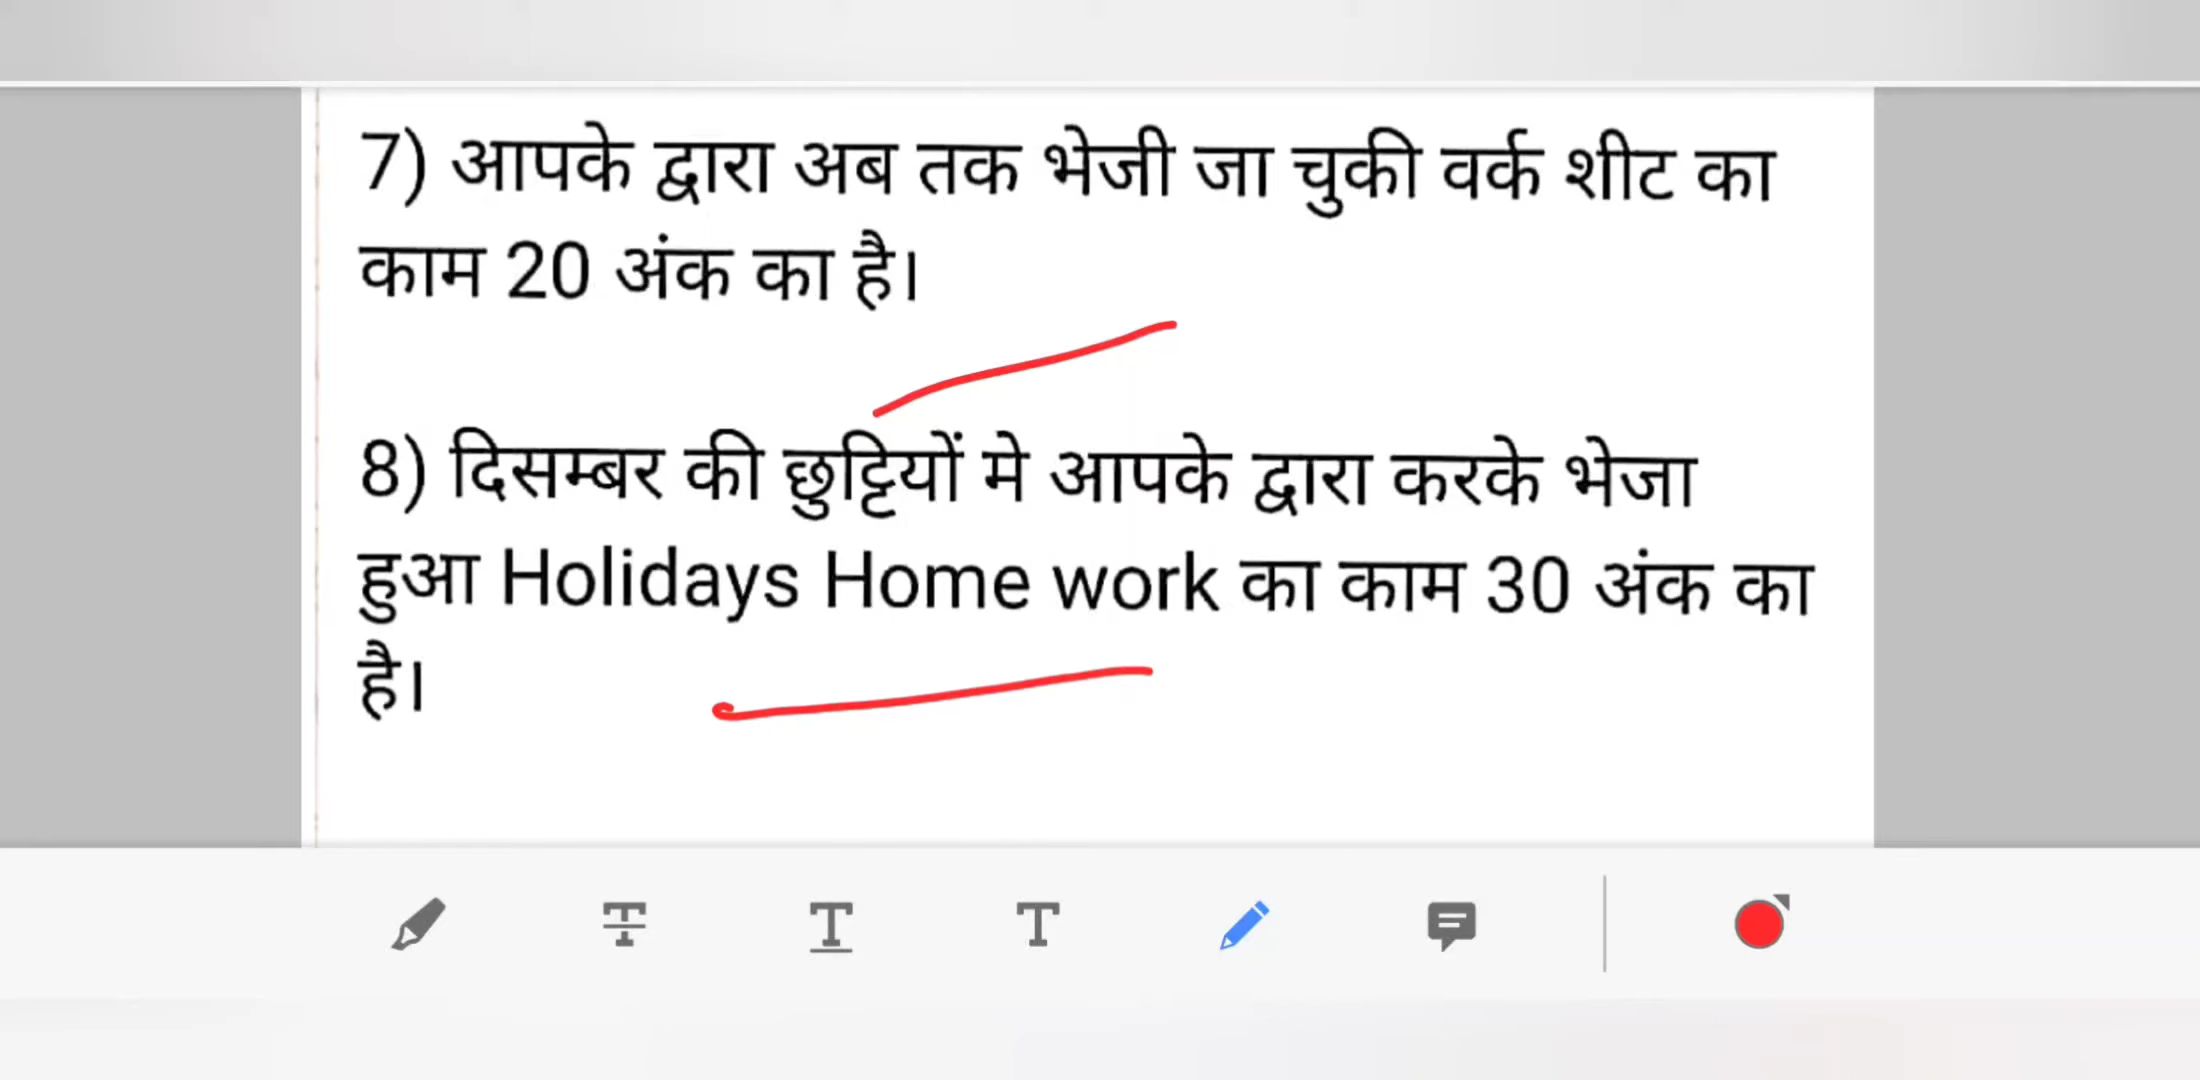 7) आपके द्वारा अब तक भेजी जा चुकी वर्क शीट का
काम 20 अंक का है।
8) दिसम्बर की छुट्टियों मे आपके द्वारा करके भेजा
हुआ Holidays Home work का काम 30 अंक का
है।